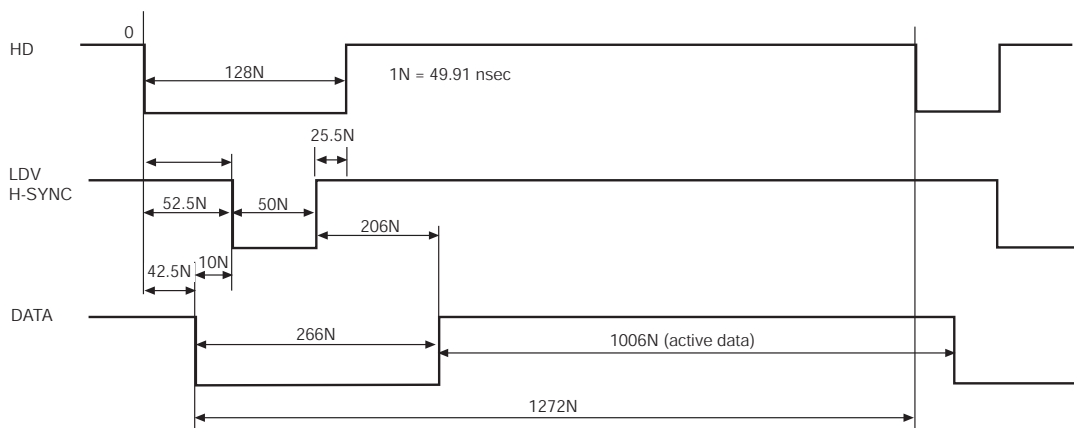 0
HD
128N
1N = 49.91 nsec
25.5N
LDV
H-SYNC
52.5N
50N
206N
10N
42.5N
DATA
266N
1006N (active data)
1272N